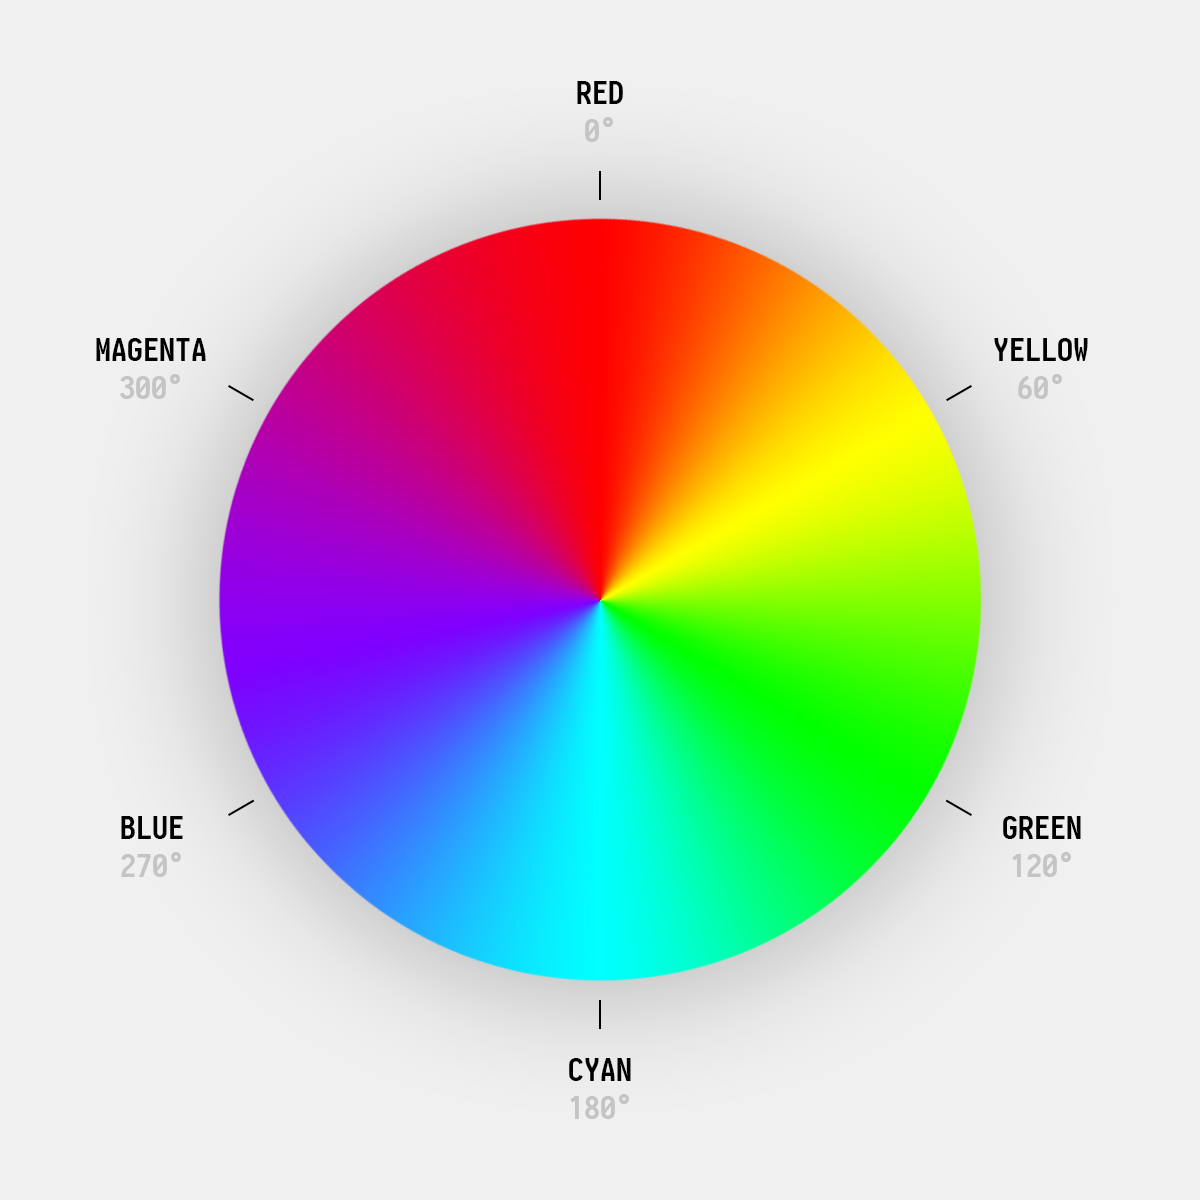 RED
0°
MAGENTA
300°
YELLOW
60°
BLUE
270°
GREEN
120°
CYAN
180°